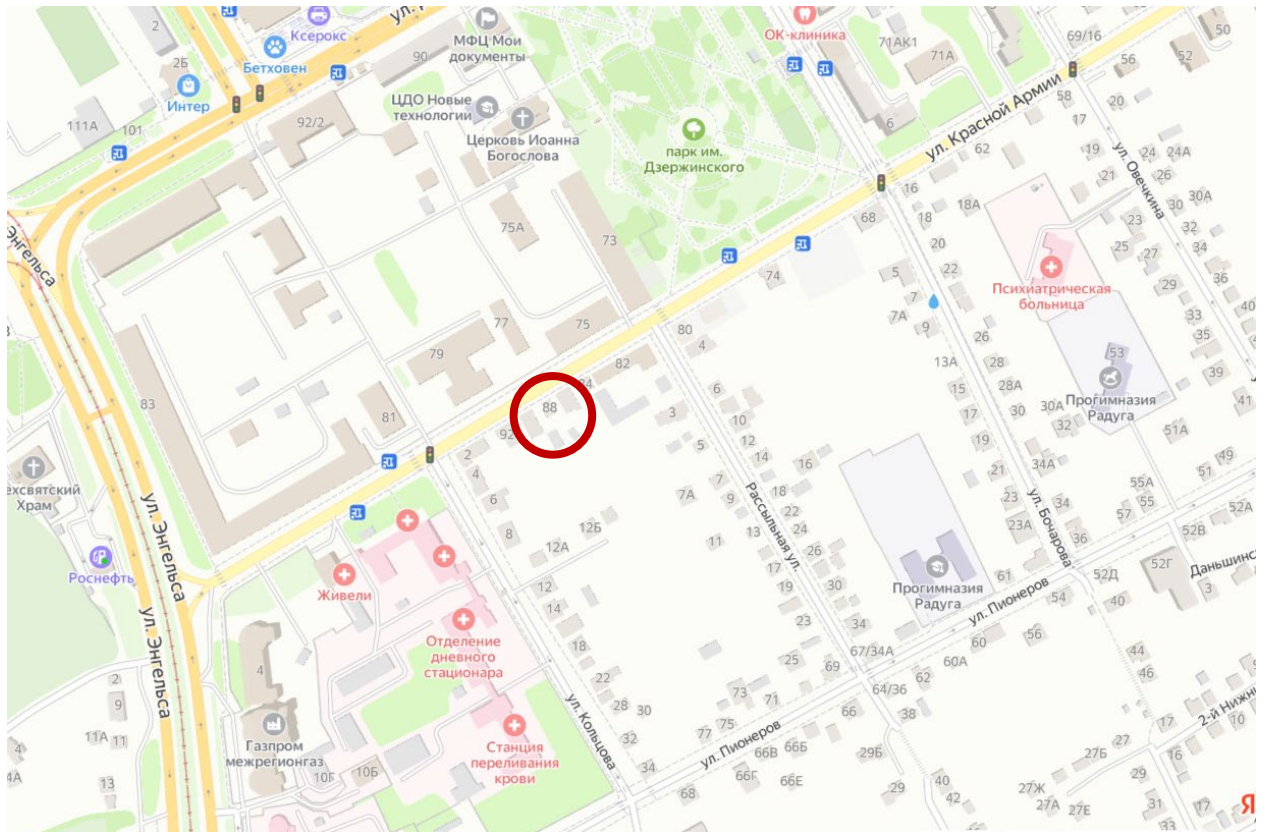 2
Ксерокс
МФЦ Мои
документы
ОК-клиника
71АК1
71А
69/16
56
52
50
2Б
Бетховен
90
Интер
58
20
111А
101
92/2
ЦДО Новые
технологии
Церковь Иоанна
Богослова
парк им.
Дзержинского
6
ул. Красной Армии
62
17
19
24
24А
21
26
ул. Овечкина
16
18А
30
30А
18
68
23
32
75А
73
20
25
27
34
Энгельса
74
5
22
Психиатрическая
больница
29
36
7
7А
9
40
77
75
80
4
26
33
35
79
82
13А
28
53
39
84
6
15
28А
Прогимназия
Радуга
83
88
81
3
10
17
30
30А
32
41
92
2
5
12
19
51А
4
14
16
21
34А
49
51
6
7А
7
9
18
23
34
55А
55
52А
ул. Энгельса
22
8
12Б
11
13
24
23А
57
12А
Рассыльная ул.
26
ул. Бочарова
36
52В
Роснефть
17
61
52Д
52Г
Живели
12
19
30
Прогимназия
Радуга
3
14
54
40
ул. Энгельса
23
34
ул. Пионеров
56
Отделение
дневного
стационара
18
67/34А
60
44
4
25
69
60А
46
2
22
62
9
28
30
73
71
64/36
11А
11
ул. Кольцова
75
66
38
17
10
4
Газпром
межрегионгаз
32
77
ул. Пионеров
66В
66Б
29Б
27
27Б
16
Станция
переливания
крови
10Г
10Б
34
66Г
66Е
40
29
13
68
29
42
27Ж
27А
27Е
31
17
33
Я